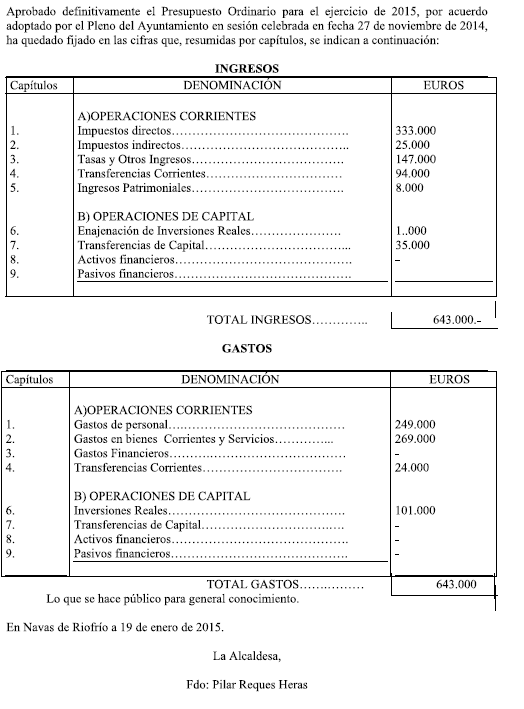 Aprobado definitivamente el Presupuesto Ordinario para el ejercicio de 2015, por acuerdo
adoptado por el Pleno del Ayuntamiento en sesión celebrada en fecha 27 de noviembre de 2014,
ha quedado fijado en las cifras que, resumidas por capítulos, se indican a continuación:
INGRESOS
Capítulos DENOMINACIÓN EUROS
A)OPERACIONES CORRIENTES
1. Impuestos directos…………………………………… 333.000
2. Impuestos indirectos………………………………….. 25.000
3. Tasas y Otros Ingresos……………………………… 147.000
4. Transferencias Corrientes…………………………… 94.000
5. Ingresos Patrimoniales……………………………… 8.000
B) OPERACIONES DE CAPITAL
6. Enajenación de Inversiones Reales…………………. 1..000
7. Transferencias de Capital……………………………... 35.000
8. Activos financieros…………………………………… –
9. Pasivos financieros……………………………………
TOTAL INGRESOS………….. 643.000.-
GASTOS
Capítulos DENOMINACIÓN EUROS
A)OPERACIONES CORRIENTES
1. Gastos de personal…..……………………………… 249.000
2. Gastos en bienes Corrientes y Servicios…………... 269.000
3. Gastos Financieros…………………………………… -
4. Transferencias Corrientes…………………………… 24.000
B) OPERACIONES DE CAPITAL
6. Inversiones Reales…………………………………… 101.000
7. Transferencias de Capital…………………………..…. -
8. Activos financieros…………………………………… -
9. Pasivos financieros…………………………………… -
TOTAL GASTOS……..……… 643.000
Lo que se hace público para general conocimiento.
En Navas de Riofrío a 19 de enero de 2015.
La Alcaldesa,
Fdo: Pilar Reques Heras